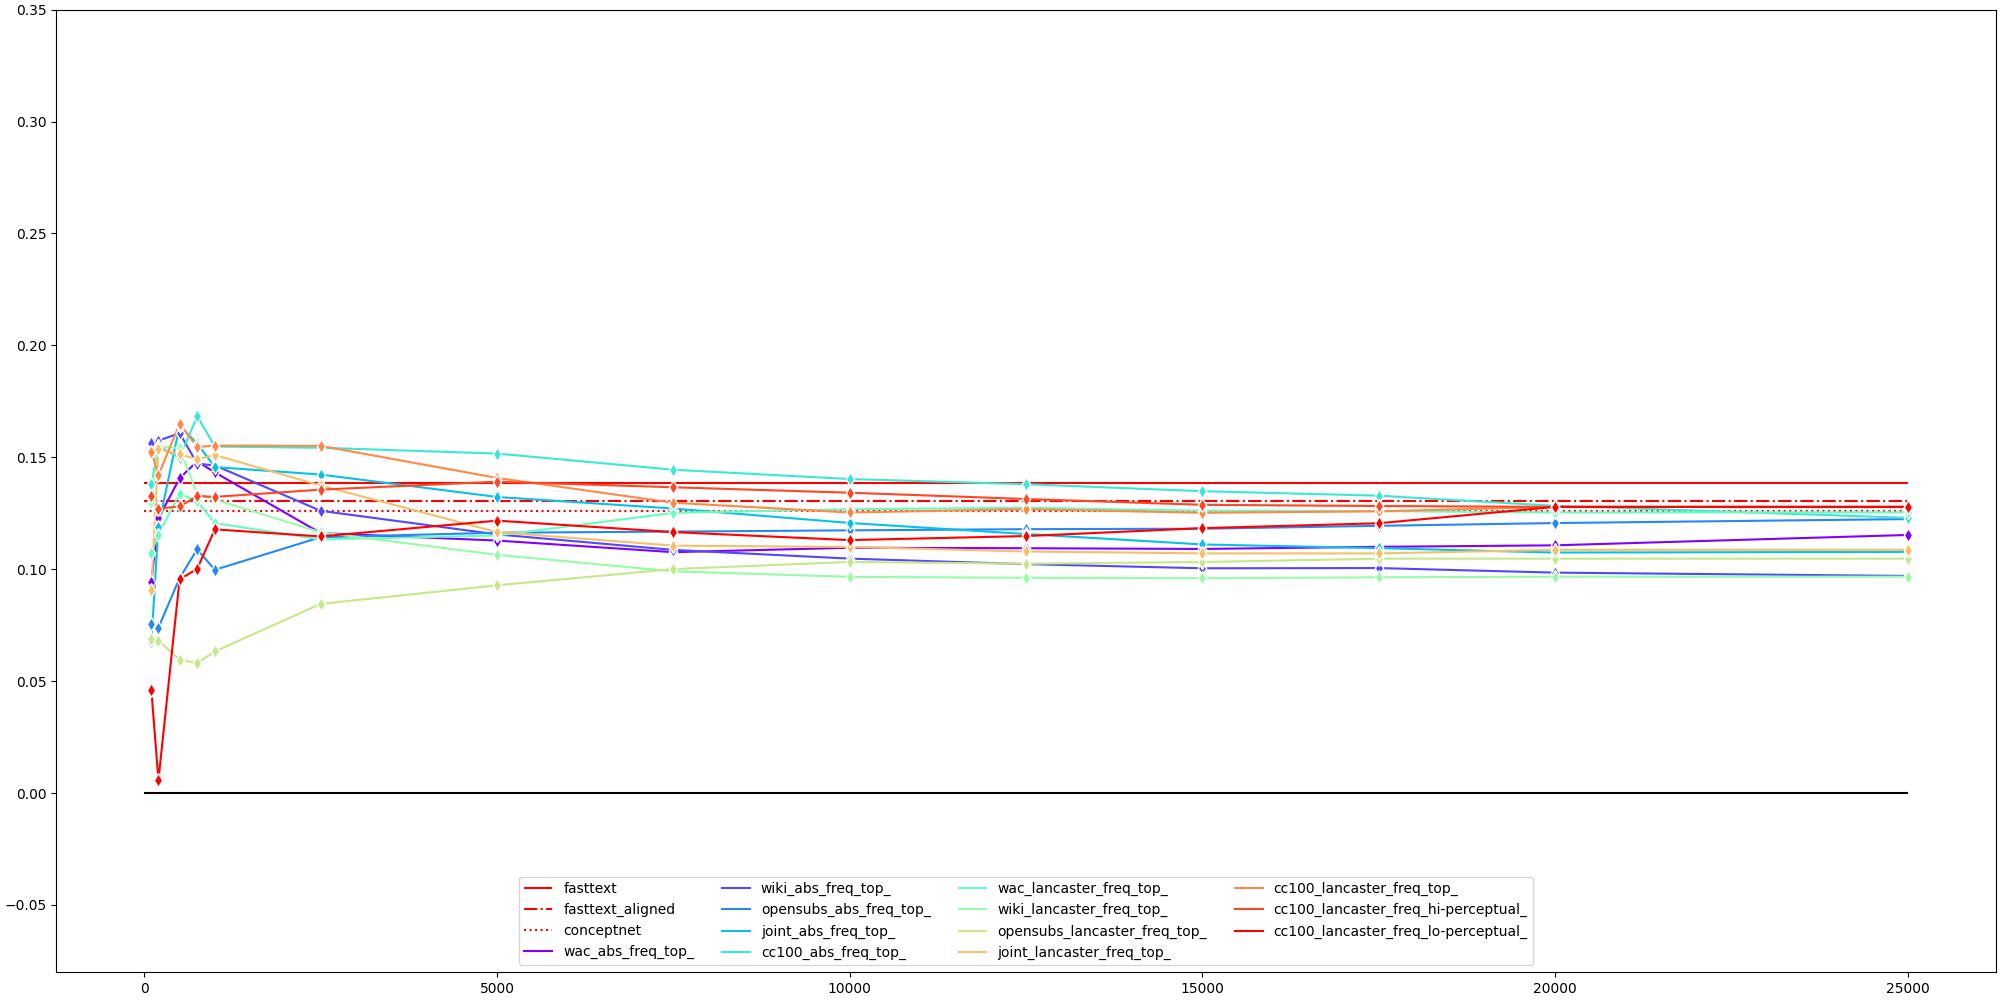 0.35
0.30
0.25
0.20
0.15
0.10
0.05
0.00
−0.05
fasttext
fasttext_aligned
conceptnet
wac_abs_freq_top_
wiki_abs_freq_top_
opensubs_abs_freq_top_
joint_abs_freq_top_
cc100_abs_freq_top_
wac_lancaster_freq_top_
wiki_lancaster_freq_top_
opensubs_lancaster_freq_top_
joint_lancaster_freq_top_
cc100_lancaster_freq_top_
cc100_lancaster_freq_hi-perceptual_
cc100_lancaster_freq_lo-perceptual_
0 5000 10000 15000 20000 25000